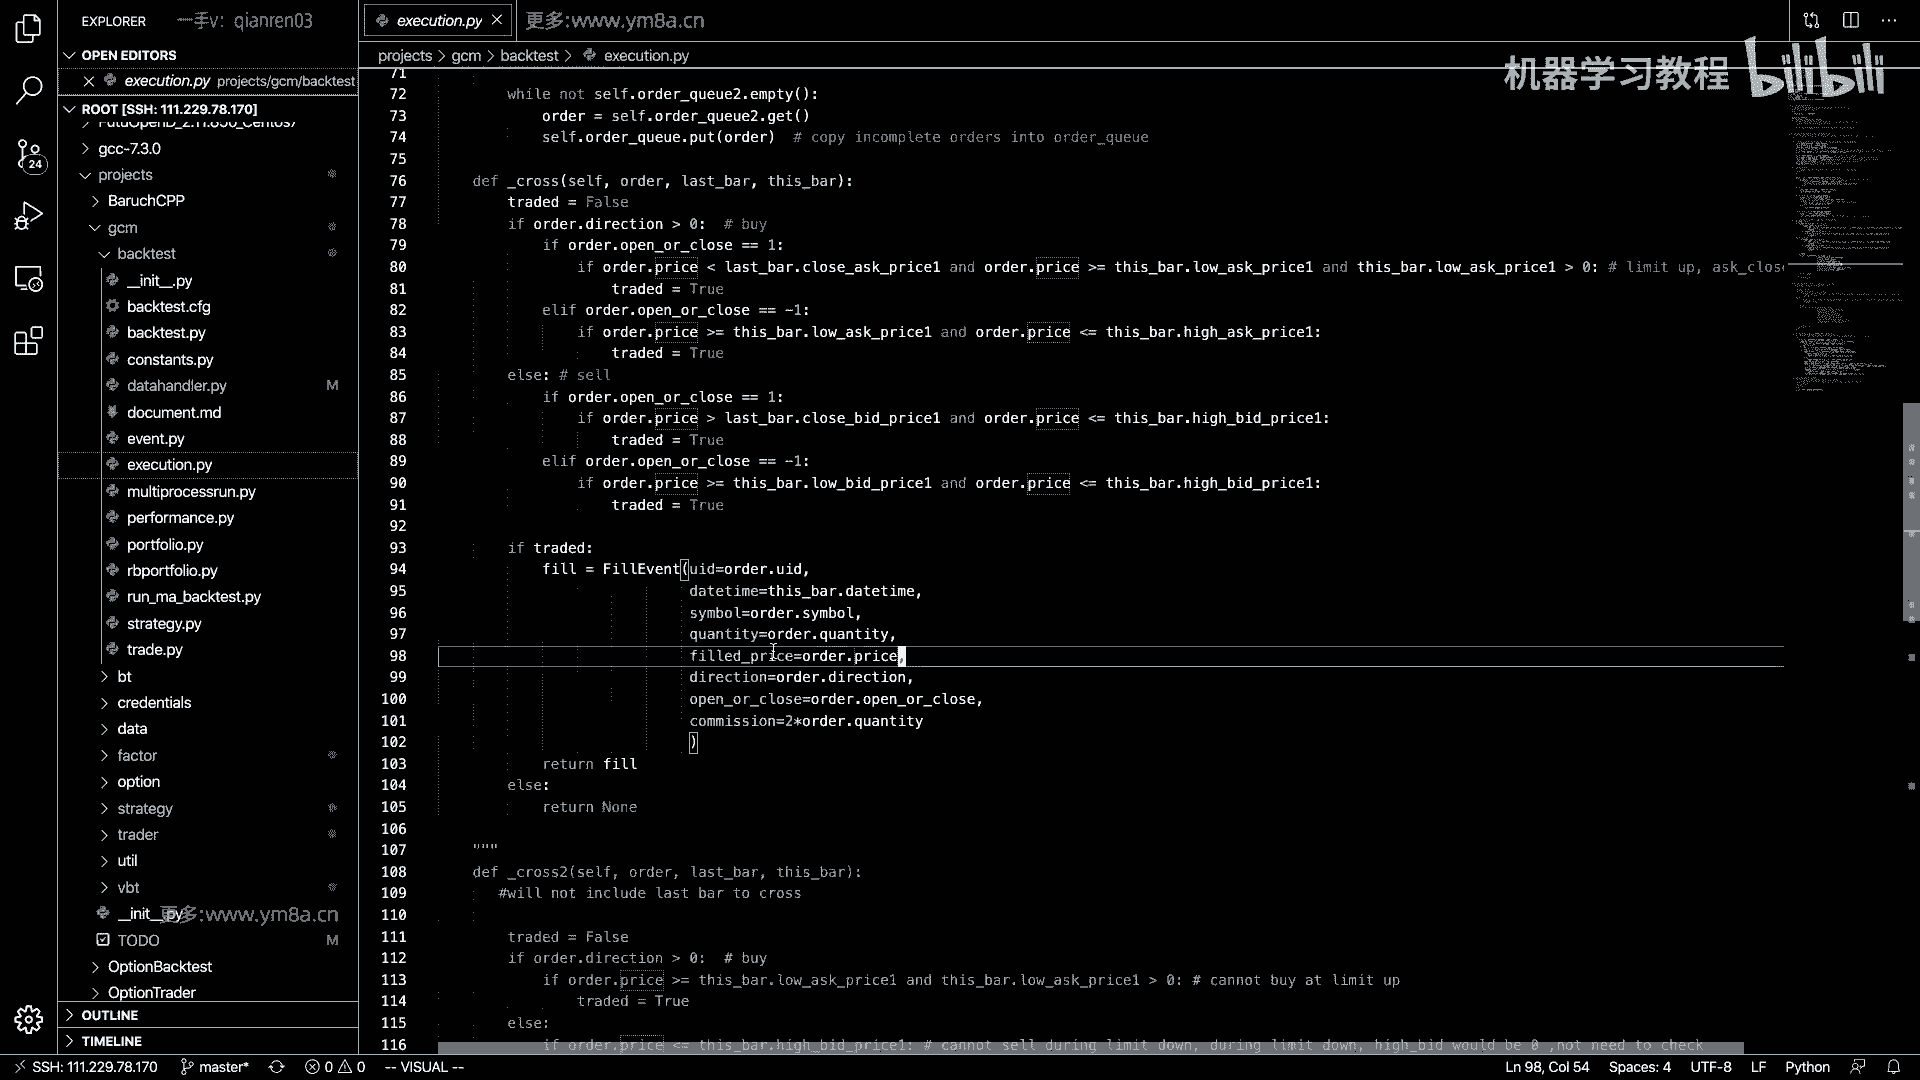 EXPLORER
一手v: qianren03
execution.py
更多:www.ym8a.cn
OPEN EDITORS
execution.py projects/gcm/backtest
ROOT [SSH: 111.229.78.170]
gcc-7.3.0
projects
BaruchCPP
gcm
backtest
__init__.py
backtest.cfg
backtest.py
constants.py
datahandler.py M
document.md
event.py
execution.py
multiprocessrun.py
performance.py
portfolio.py
rbportfolio.py
run_ma_backtest.py
strategy.py
trade.py
bt
credentials
data
factor
option
strategy
trader
util
vbt
__init__.py
更多:www.ym8a.cn
TODO M
OptionBacktest
OptionTrader
OUTLINE
TIMELINE
24
projects > gcm > backtest > execution.py
机器学习教程 bilibili
71
72 while not self.order_queue2.empty():
73 order = self.order_queue2.get()
74 self.order_queue.put(order) # copy incomplete orders into order_queue
75
76 def _cross(self, order, last_bar, this_bar):
77 traded = False
78 if order.direction > 0: # buy
79 if order.open_or_close == 1:
80 if order.price < last_bar.close_ask_price1 and order.price >= this_bar.low_ask_price1 and this_bar.low_ask_price1 > 0: # limit up, ask_close
81 traded = True
82 elif order.open_or_close == -1:
83 if order.price >= this_bar.low_ask_price1 and order.price <= this_bar.high_ask_price1:
84 traded = True
85 else: # sell
86 if order.open_or_close == 1:
87 if order.price > last_bar.close_bid_price1 and order.price <= this_bar.high_bid_price1:
88 traded = True
89 elif order.open_or_close == -1:
90 if order.price >= this_bar.low_bid_price1 and order.price <= this_bar.high_bid_price1:
91 traded = True
92
93 if traded:
94 fill = FillEvent(uid=order.uid,
95 datetime=this_bar.datetime,
96 symbol=order.symbol,
97 quantity=order.quantity,
98 filled_price=order.price,
99 direction=order.direction,
100 open_or_close=order.open_or_close,
101 commission=2*order.quantity
102 )
103 return fill
104 else:
105 return None
106
107 """
108 def _cross2(self, order, last_bar, this_bar):
109 #will not include last bar to cross
110
111 traded = False
112 if order.direction > 0: # buy
113 if order.price >= this_bar.low_ask_price1 and this_bar.low_ask_price1 > 0: # cannot buy at limit up
114 traded = True
115 else:
116 if order.price <= this_bar.high_bid_price1: # cannot sell during limit down, during limit down, high_bid would be 0 ,not need to check
SSH: 111.229.78.170 master* 0 0 -- VISUAL -- Ln 98, Col 54 Spaces: 4 UTF-8 LF Python